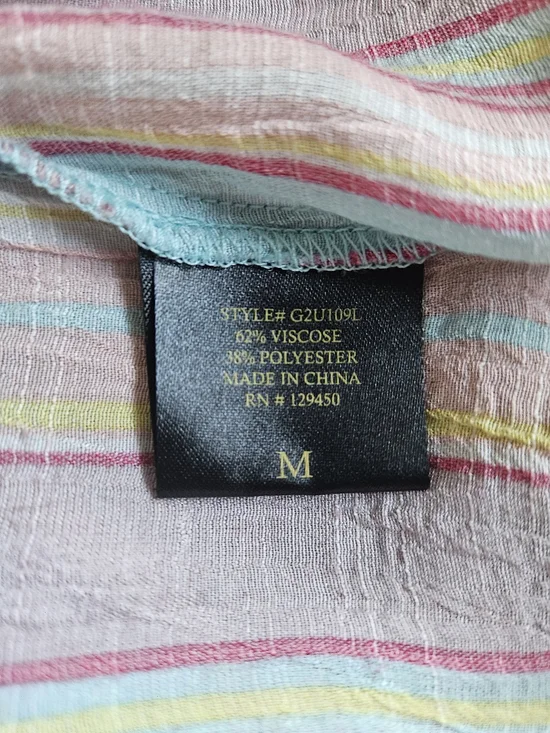 STYLE# G2U109L
62% VISCOSE
38% POLYESTER
MADE IN CHINA
RN # 129450
M